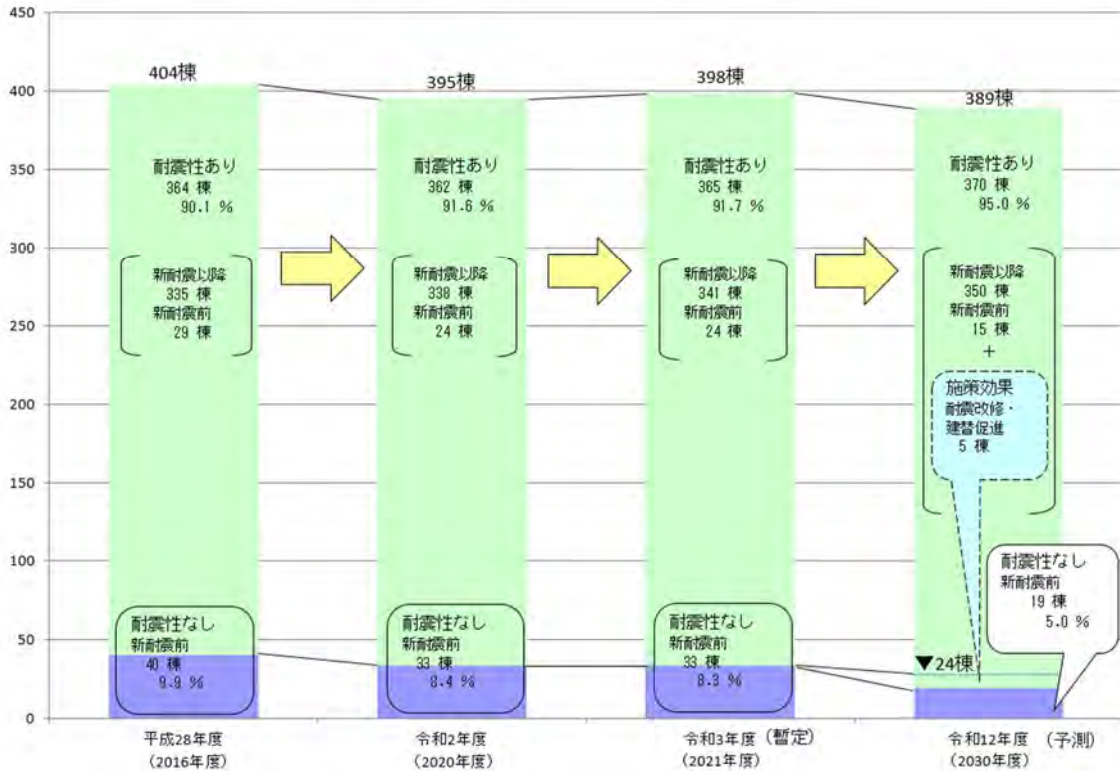 450
400
350
300
250
200
150
100
50
0
404棟
耐震性あり
364 棟
90.1 %
新耐震以降
335 棟
新耐震前
29 棟
耐震性なし
新耐震前
40 棟
9.9 %
平成28年度
(2016年度)
395棟
耐震性あり
362 棟
91.6 %
新耐震以降
338 棟
新耐震前
24 棟
耐震性なし
新耐震前
33 棟
8.4 %
令和2年度
(2020年度)
398棟
耐震性あり
365 棟
91.7 %
新耐震以降
341 棟
新耐震前
24 棟
耐震性なし
新耐震前
33 棟
8.3 %
令和3年度(暫定)
(2021年度)
389棟
耐震性あり
370 棟
95.0 %
新耐震以降
350 棟
新耐震前
15 棟
+
施策効果
耐震改修・
建替促進
5 棟
耐震性なし
新耐震前
19 棟
5.0 %
▼24棟
令和12年度 (予測)
(2030年度)